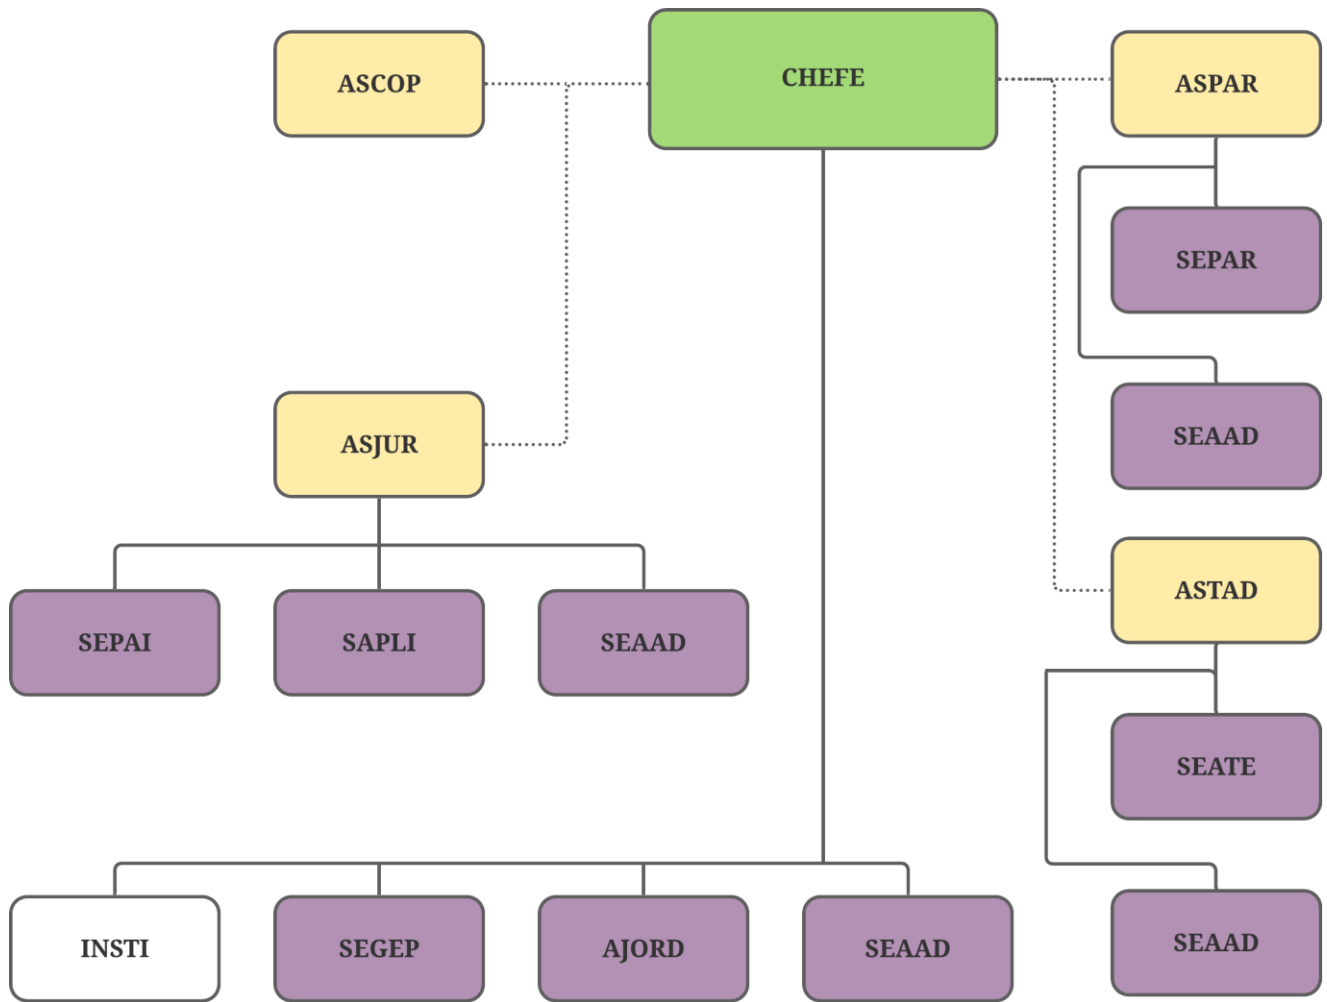 ASCOP
CHEFE
ASPAR
SEPAR
SEAAD
ASJUR
ASTAD
SEPAI
SAPLI
SEAAD
SEATE
INSTI
SEGEP
AJORD
SEAAD
SEAAD